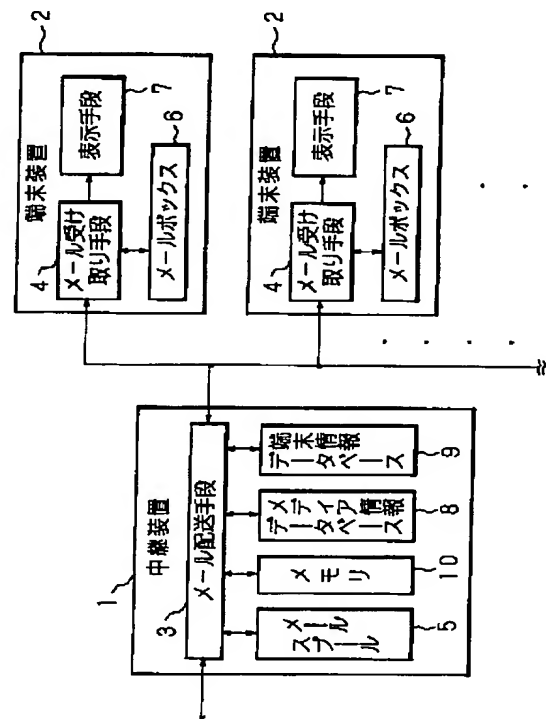 1
中継装置
3
メール配送手段
メール
スプール
5
メモリ
10
メディア情報
データベース
8
端末情報
データベース
9
2
端末装置
4
メール受け
取り手段
表示手段
7
メールボックス
6
2
端末装置
4
メール受け
取り手段
表示手段
7
メールボックス
6